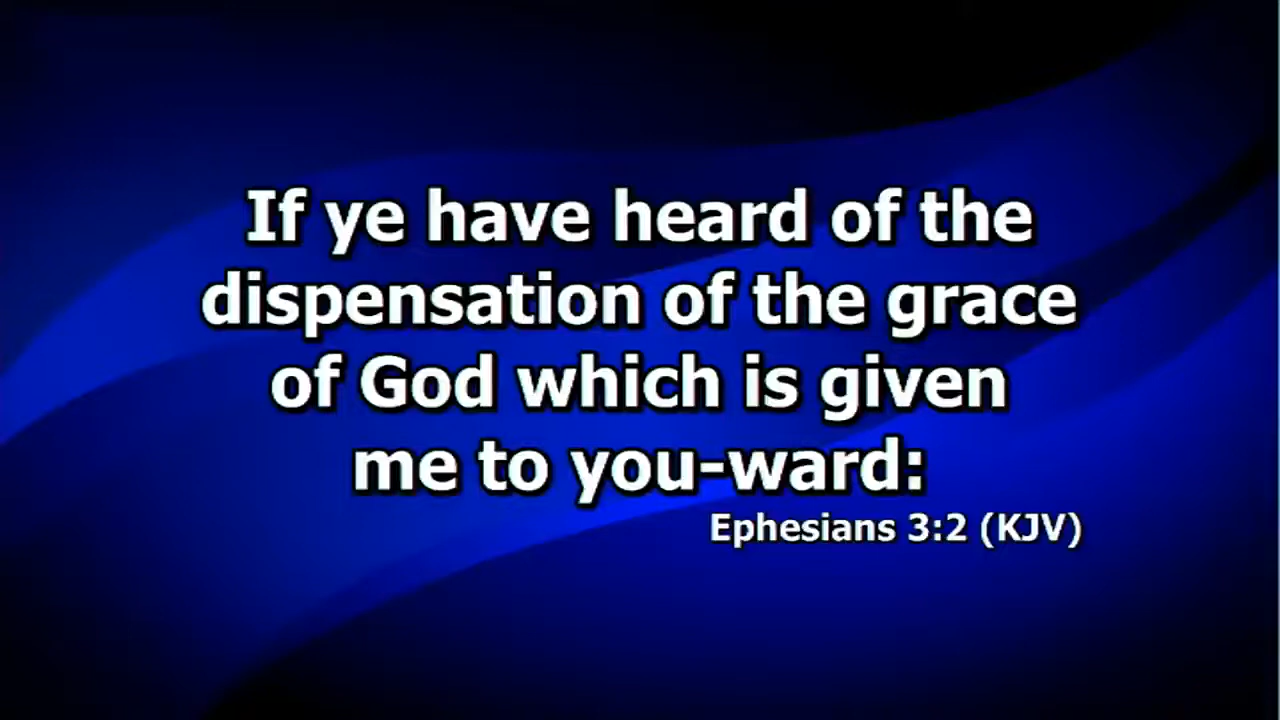 If ye have heard of the
dispensation of the grace
of God which is given
me to you-ward:
Ephesians 3:2 (KJV)